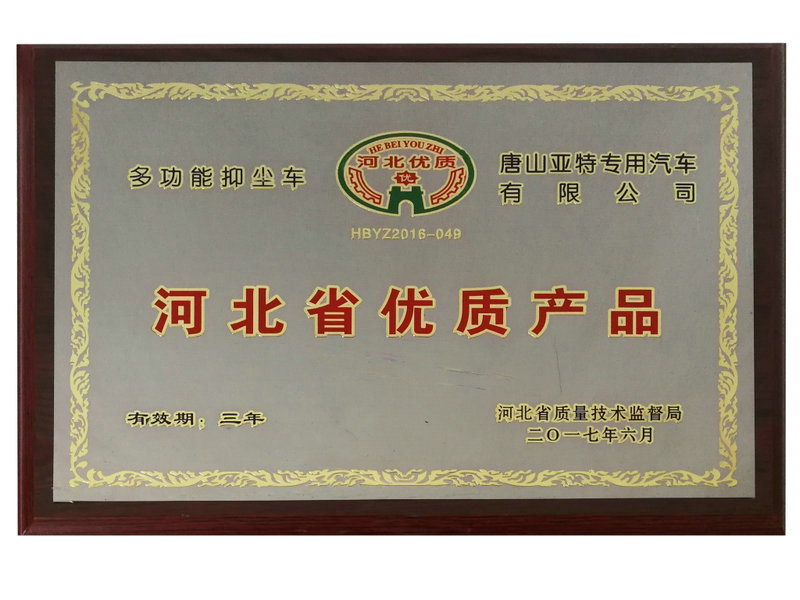 HE BEI YOU ZHI
河北优质
优
多功能抑尘车
唐山亚特专用汽车
有限公司
HBYZ2016-049
河北省优质产品
有效期：三年
河北省质量技术监督局
二〇一七年六月